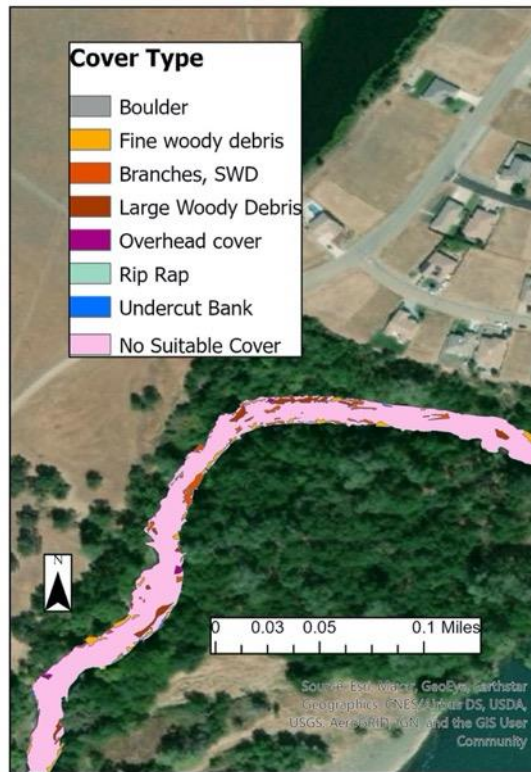 Cover Type
Boulder
Fine woody debris
Branches, SWD
Large Woody Debris
Overhead cover
Rip Rap
Undercut Bank
No Suitable Cover
N
0 0.03 0.05 0.1 Miles
Source: Esri, Maxar, GeoEye, Earthstar
Geographics, CNES/Airbus DS, USDA,
USGS, AeroGRID, IGN, and the GIS User
Community